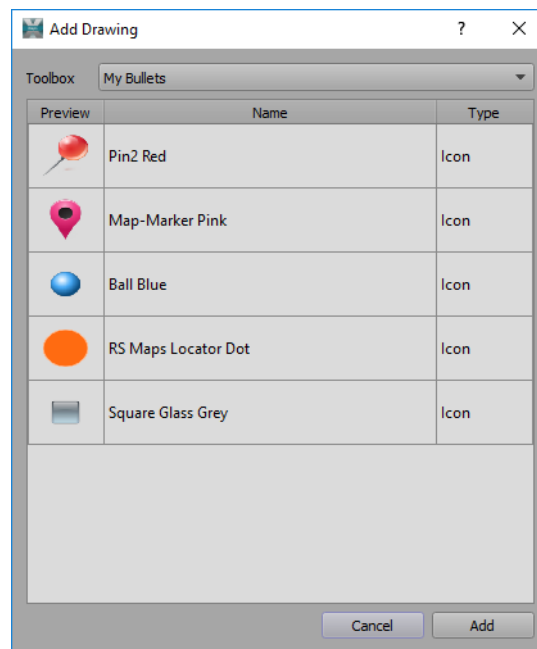 Add Drawing ?
Toolbox My Bullets
Preview Name Type
Pin2 Red Icon
Map-Marker Pink Icon
Ball Blue Icon
RS Maps Locator Dot Icon
Square Glass Grey Icon
Cancel Add